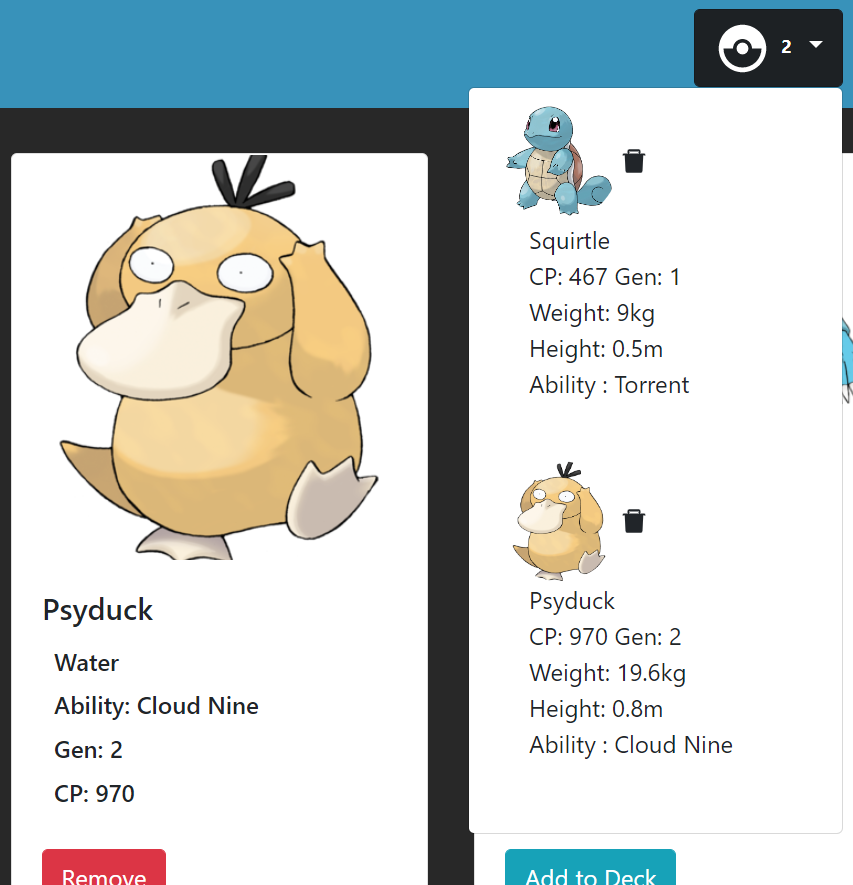 2
Squirtle
CP: 467 Gen: 1
Weight: 9kg
Height: 0.5m
Ability : Torrent
Psyduck
CP: 970 Gen: 2
Weight: 19.6kg
Height: 0.8m
Ability : Cloud Nine
Psyduck
Water
Ability: Cloud Nine
Gen: 2
CP: 970
Remove
Add to Deck